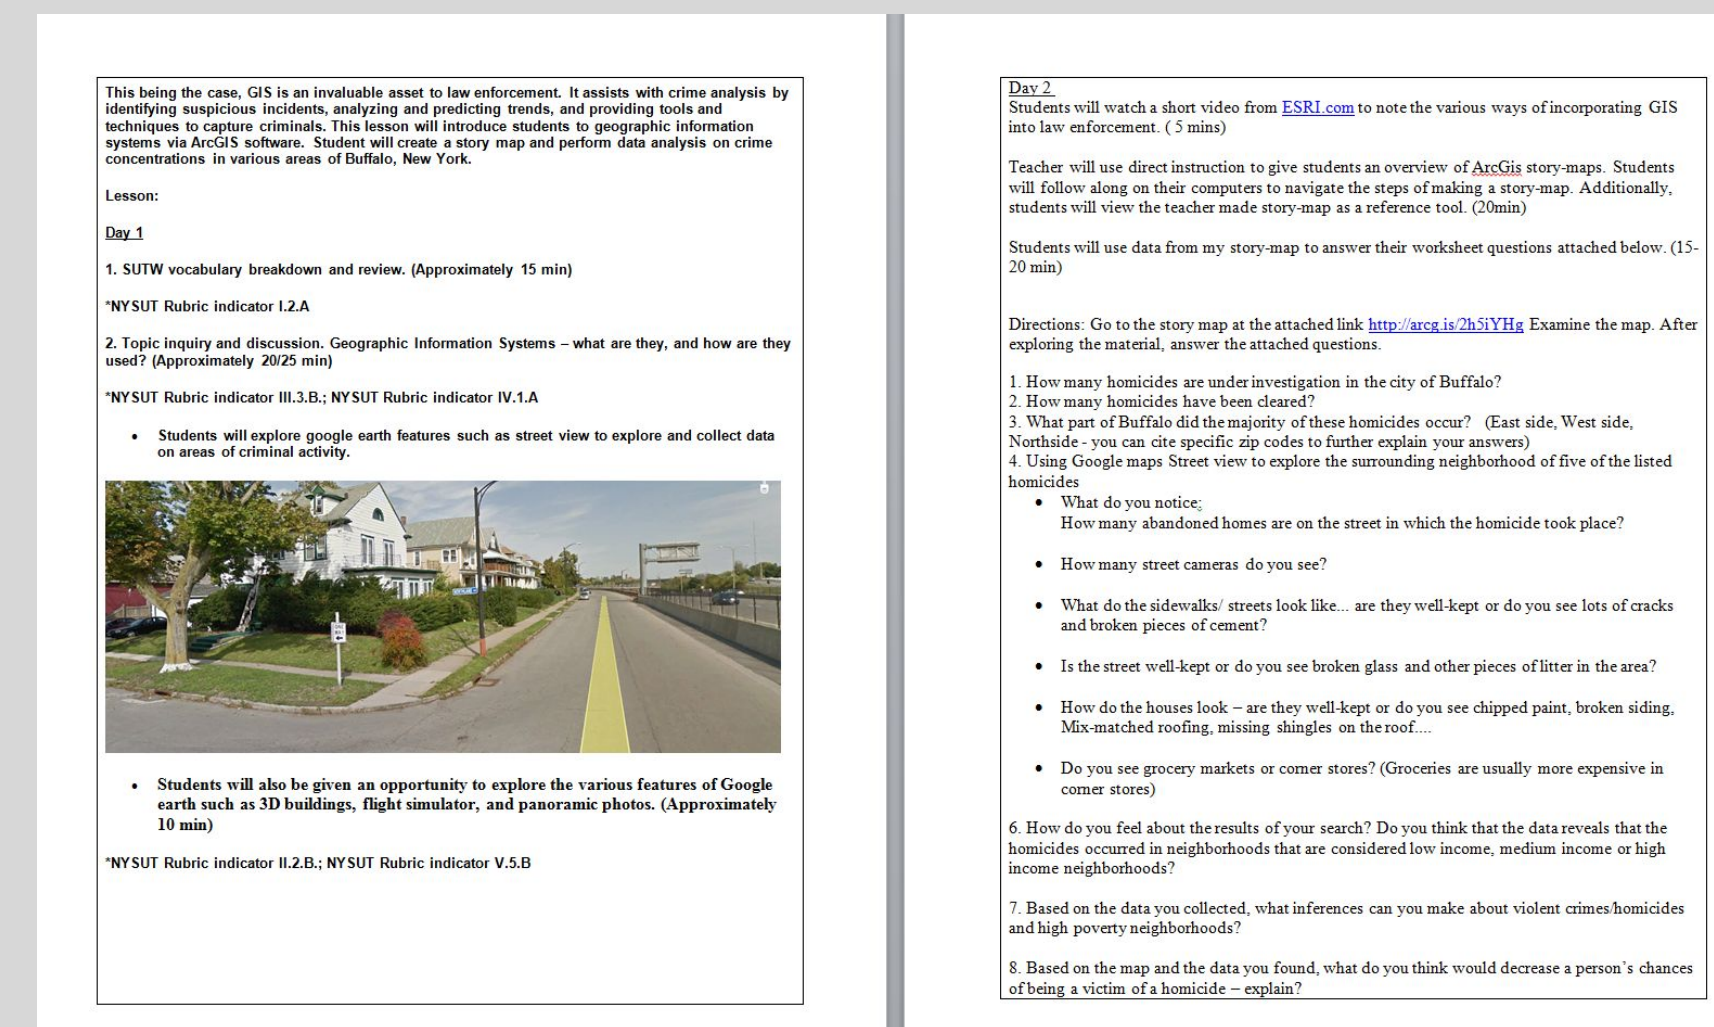 This being the case, GIS is an invaluable asset to law enforcement. It assists with crime analysis by
identifying suspicious incidents, analyzing and predicting trends, and providing tools and
techniques to capture criminals. This lesson will introduce students to geographic information
systems via ArcGIS software. Student will create a story map and perform data analysis on crime
concentrations in various areas of Buffalo, New York.
Lesson:
Day 1
1. SUTW vocabulary breakdown and review. (Approximately 15 min)
*NYSUT Rubric indicator I.2.A
2. Topic inquiry and discussion. Geographic Information Systems – what are they, and how are they
used? (Approximately 20/25 min)
*NYSUT Rubric indicator III.3.B.; NYSUT Rubric indicator IV.1.A
• Students will explore google earth features such as street view to explore and collect data
on areas of criminal activity.
• Students will also be given an opportunity to explore the various features of Google
earth such as 3D buildings, flight simulator, and panoramic photos. (Approximately
10 min)
*NYSUT Rubric indicator II.2.B.; NYSUT Rubric indicator V.5.B
Day 2
Students will watch a short video from ESRI.com to note the various ways of incorporating GIS
into law enforcement. ( 5 mins)
Teacher will use direct instruction to give students an overview of ArcGis story-maps. Students
will follow along on their computers to navigate the steps of making a story-map. Additionally,
students will view the teacher made story-map as a reference tool. (20min)
Students will use data from my story-map to answer their worksheet questions attached below. (15-
20 min)
Directions: Go to the story map at the attached link http://arcg.is/2h5iYHg Examine the map. After
exploring the material, answer the attached questions.
1. How many homicides are under investigation in the city of Buffalo?
2. How many homicides have been cleared?
3. What part of Buffalo did the majority of these homicides occur? (East side, West side,
Northside - you can cite specific zip codes to further explain your answers)
4. Using Google maps Street view to explore the surrounding neighborhood of five of the listed
homicides
• What do you notice;
How many abandoned homes are on the street in which the homicide took place?
• How many street cameras do you see?
• What do the sidewalks/ streets look like... are they well-kept or do you see lots of cracks
and broken pieces of cement?
• Is the street well-kept or do you see broken glass and other pieces of litter in the area?
• How do the houses look – are they well-kept or do you see chipped paint, broken siding,
Mix-matched roofing, missing shingles on the roof....
• Do you see grocery markets or corner stores? (Groceries are usually more expensive in
corner stores)
6. How do you feel about the results of your search? Do you think that the data reveals that the
homicides occurred in neighborhoods that are considered low income, medium income or high
income neighborhoods?
7. Based on the data you collected, what inferences can you make about violent crimes/homicides
and high poverty neighborhoods?
8. Based on the map and the data you found, what do you think would decrease a person's chances
of being a victim of a homicide – explain?